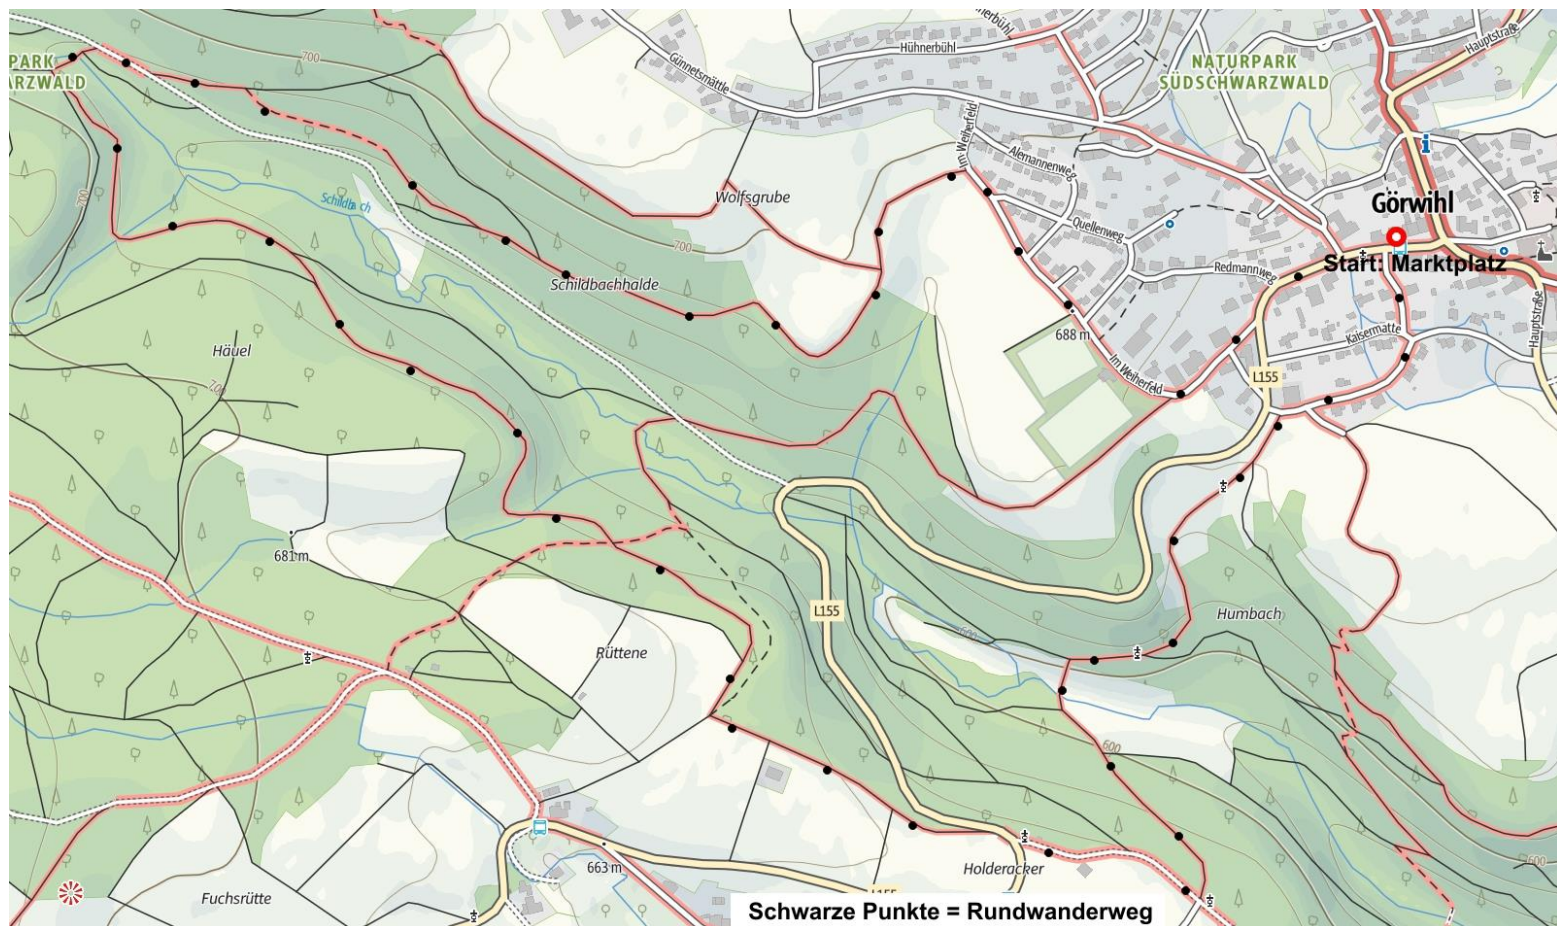 700
Hühnerbühl
Hauptstraße
PARK
NATURPARK
ARZWALD
Günnetsmättle
SÜDSCHWARZWALD
Im Weiherfeld
i
Alemannenweg
700
Wolfsgrube
Schildbach
Görwihl
Quellenweg
700
Start: Marktplatz
Redmannweg
Schildbachhalde
Hauptstraße
688 m
Kaisermatte
Häuel
Im Weiherfeld
700
L155
681 m
L155
Humbach
600
Rüttene
600
600
663 m
Holderacker
L155
Fuchsrütte
Schwarze Punkte = Rundwanderweg